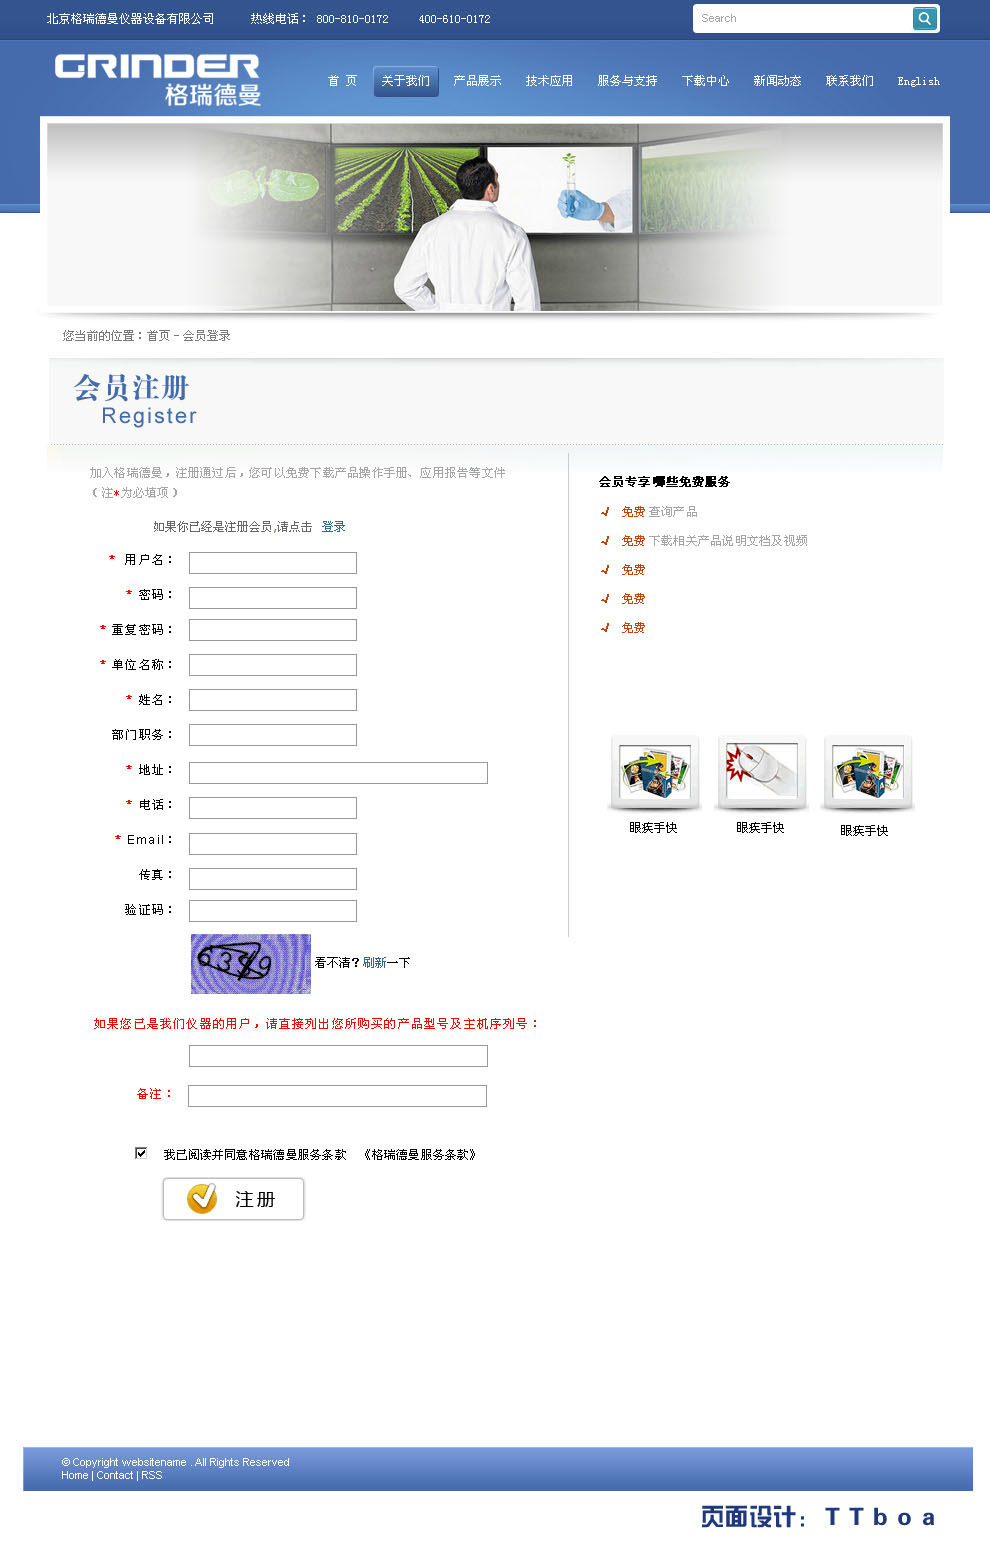 北京格瑞德曼仪器设备有限公司 热线电话： 800-810-0172 400-610-0172 Search
GRINDER
格瑞德曼
首 页 关于我们 产品展示 技术应用 服务与支持 下载中心 新闻动态 联系我们 English
您当前的位置：首页 - 会员登录
会员注册
Register
加入格瑞德曼，注册通过后，您可以免费下载产品操作手册、应用报告等文件
（注*为必填项）
如果你已经是注册会员,请点击 登录
* 用户名：
* 密码：
* 重复密码：
* 单位名称：
* 姓名：
部门职务：
* 地址：
* 电话：
* Email：
传真：
验证码：
看不清？刷新一下
如果您已是我们仪器的用户，请直接列出您所购买的产品型号及主机序列号：
备注：
我已阅读并同意格瑞德曼服务条款 《格瑞德曼服务条款》
注册
会员专享哪些免费服务
免费 查询产品
免费 下载相关产品说明文档及视频
免费
免费
免费
眼疾手快 眼疾手快 眼疾手快
© Copyright websitename . All Rights Reserved
Home | Contact | RSS
页面设计：TTboa